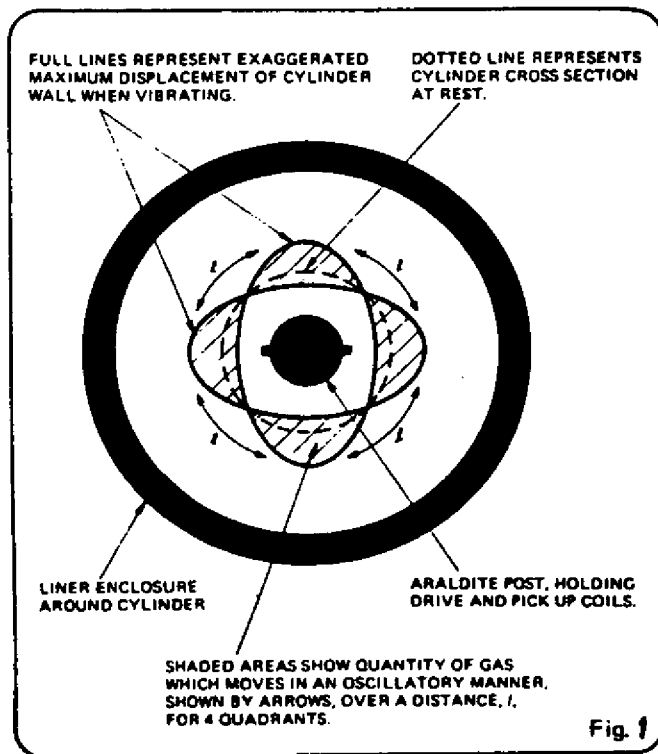 FULL LINES REPRESENT EXAGGERATED
MAXIMUM DISPLACEMENT OF CYLINDER
WALL WHEN VIBRATING.
DOTTED LINE REPRESENTS
CYLINDER CROSS SECTION
AT REST.
l
l
l
l
LINER ENCLOSURE
AROUND CYLINDER
ARALDITE POST, HOLDING
DRIVE AND PICK UP COILS.
SHADED AREAS SHOW QUANTITY OF GAS
WHICH MOVES IN AN OSCILLATORY MANNER,
SHOWN BY ARROWS, OVER A DISTANCE, l,
FOR 4 QUADRANTS.
Fig. 1